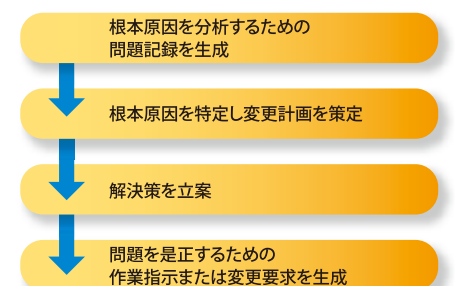 根本原因を分析するための
問題記録を生成
根本原因を特定し変更計画を策定
解決策を立案
問題を是正するための
作業指示または変更要求を生成